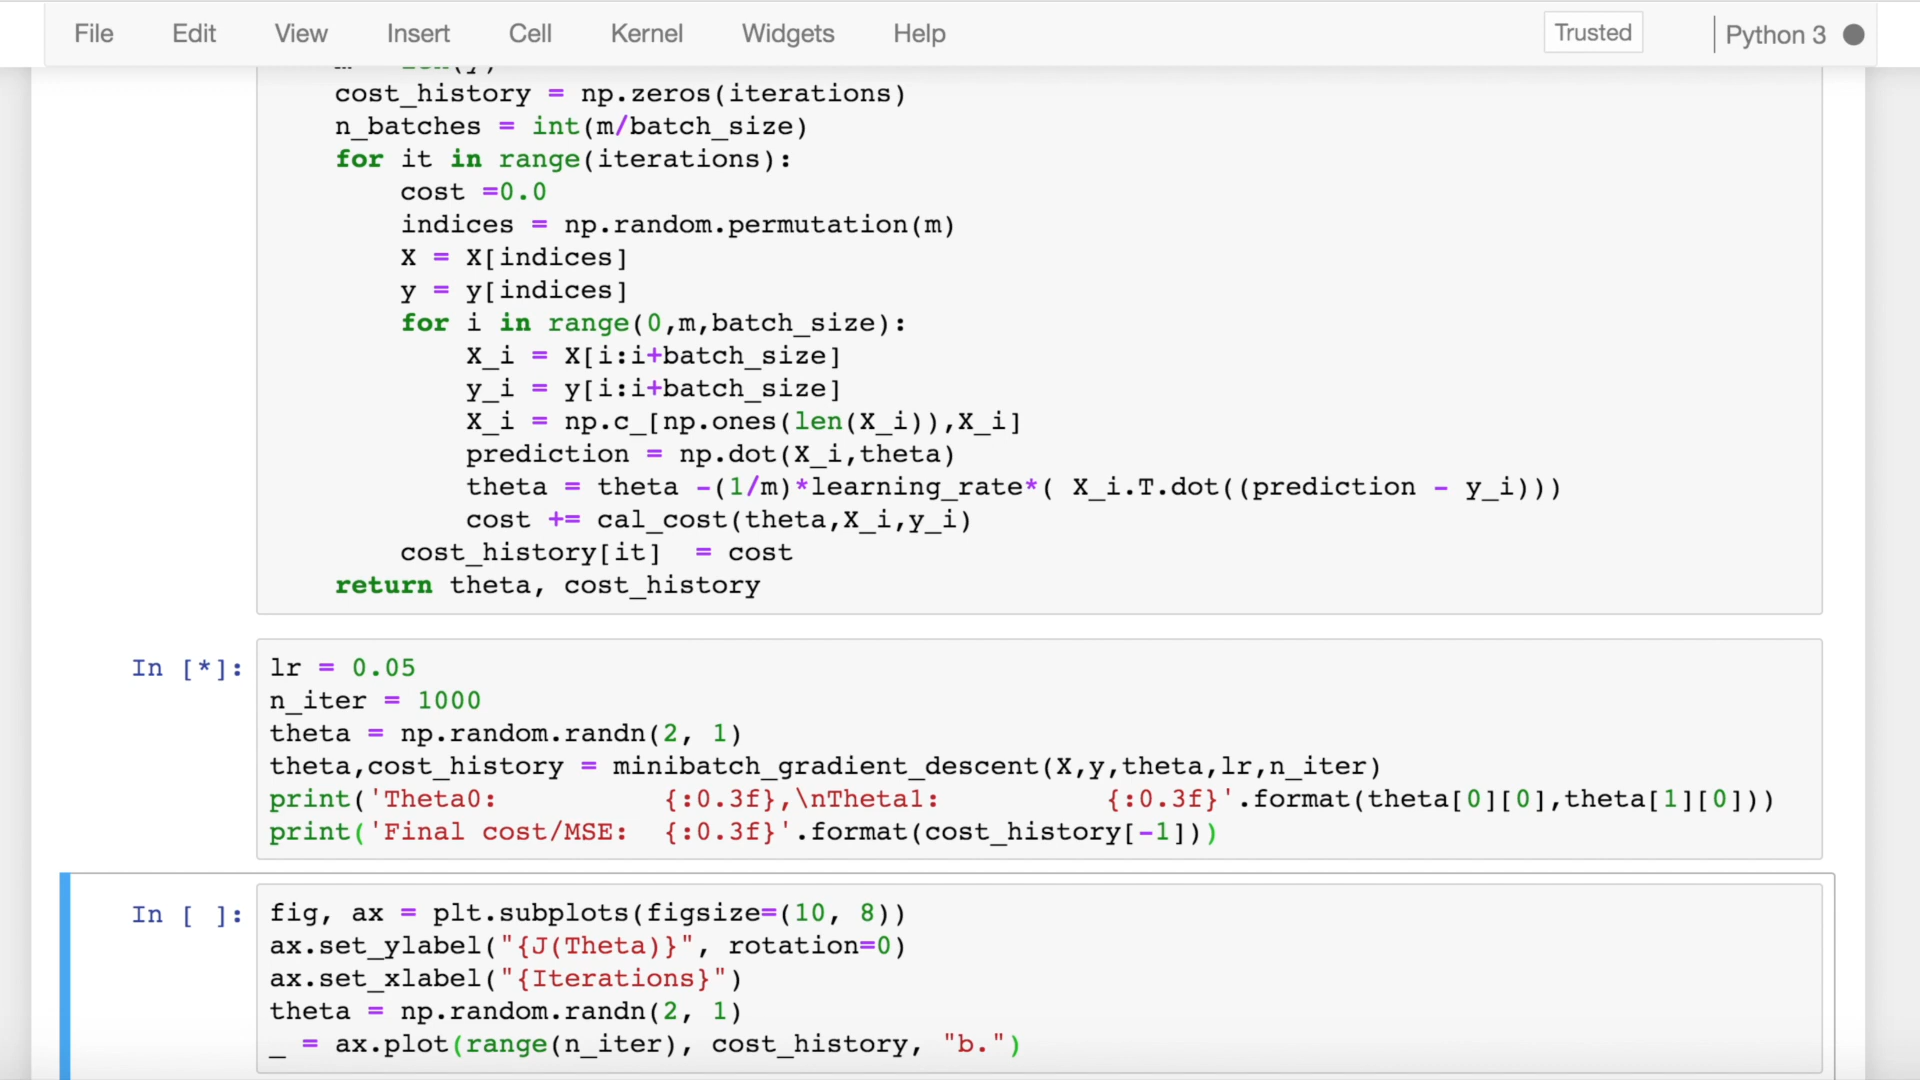 File Edit View Insert Cell Kernel Widgets Help Trusted Python 3
cost_history = np.zeros(iterations)
n_batches = int(m/batch_size)
for it in range(iterations):
cost =0.0
indices = np.random.permutation(m)
X = X[indices]
y = y[indices]
for i in range(0,m,batch_size):
X_i = X[i:i+batch_size]
y_i = y[i:i+batch_size]
X_i = np.c_[np.ones(len(X_i)),X_i]
prediction = np.dot(X_i,theta)
theta = theta -(1/m)*learning_rate*( X_i.T.dot((prediction - y_i)))
cost += cal_cost(theta,X_i,y_i)
cost_history[it]  = cost
return theta, cost_history
In [*]: lr = 0.05
n_iter = 1000
theta = np.random.randn(2, 1)
theta,cost_history = minibatch_gradient_descent(X,y,theta,lr,n_iter)
print('Theta0:          {:0.3f},\nTheta1:          {:0.3f}'.format(theta[0][0],theta[1][0]))
print('Final cost/MSE:  {:0.3f}'.format(cost_history[-1]))
In [ ]: fig, ax = plt.subplots(figsize=(10, 8))
ax.set_ylabel("{J(Theta)}", rotation=0)
ax.set_xlabel("{Iterations}")
theta = np.random.randn(2, 1)
_ = ax.plot(range(n_iter), cost_history, "b.")